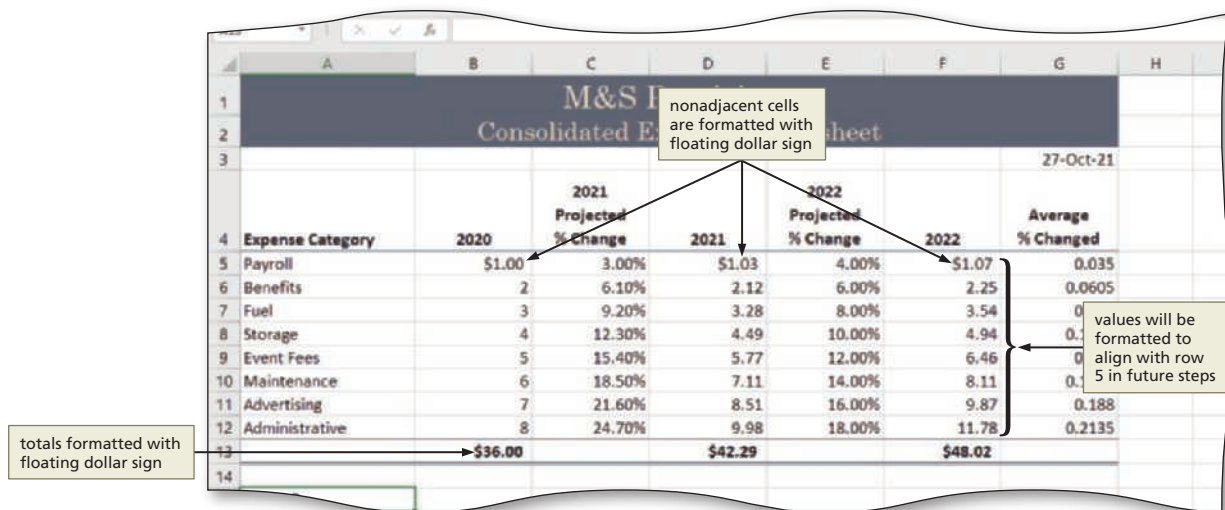 A B C D E F G H
1 M&S
2 Consolidated sheet
3 27-Oct-21
4 Expense Category 2020 2021 Projected % Change 2021 2022 Projected % Change 2022 Average % Changed
5 Payroll $1.00 3.00% $1.03 4.00% $1.07 0.035
6 Benefits 2 6.10% 2.12 6.00% 2.25 0.0605
7 Fuel 3 9.20% 3.28 8.00% 3.54
8 Storage 4 12.30% 4.49 10.00% 4.94
9 Event Fees 5 15.40% 5.77 12.00% 6.46
10 Maintenance 6 18.50% 7.11 14.00% 8.11
11 Advertising 7 21.60% 8.51 16.00% 9.87 0.188
12 Administrative 8 24.70% 9.98 18.00% 11.78 0.2135
13 $36.00 $42.29 $48.02
14
nonadjacent cells
are formatted with
floating dollar sign
values will be
formatted to
align with row
5 in future steps
totals formatted with
floating dollar sign